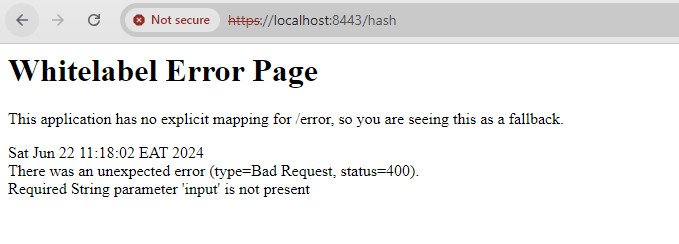 Not secure https://localhost:8443/hash
Whitelabel Error Page
This application has no explicit mapping for /error, so you are seeing this as a fallback.
Sat Jun 22 11:18:02 EAT 2024
There was an unexpected error (type=Bad Request, status=400).
Required String parameter 'input' is not present